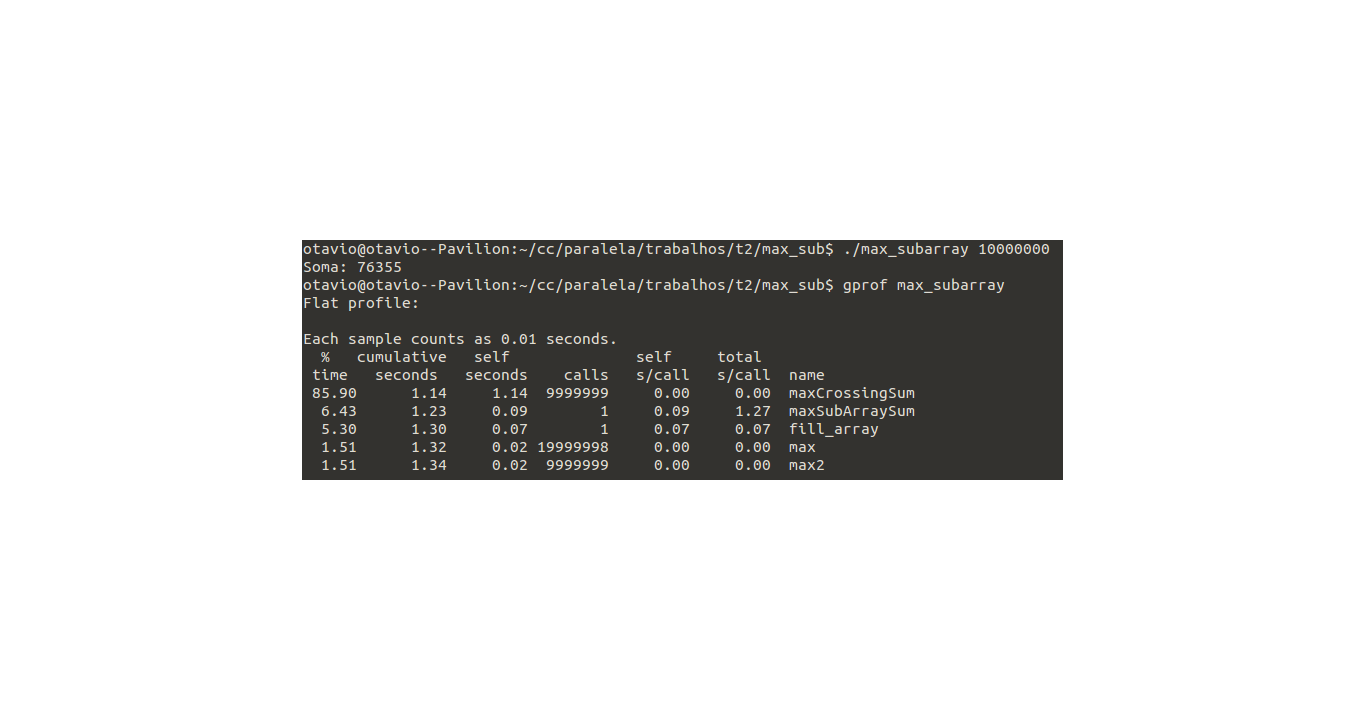 otavio@otavio--Pavilion:~/cc/paralela/trabalhos/t2/max_sub$ ./max_subarray 10000000
Soma: 76355
otavio@otavio--Pavilion:~/cc/paralela/trabalhos/t2/max_sub$ gprof max_subarray
Flat profile:
Each sample counts as 0.01 seconds.
  %   cumulative   self              self     total
 time   seconds   seconds    calls   s/call   s/call  name
 85.90      1.14     1.14  9999999     0.00     0.00  maxCrossingSum
  6.43      1.23     0.09        1     0.09     1.27  maxSubArraySum
  5.30      1.30     0.07        1     0.07     0.07  fill_array
  1.51      1.32     0.02 19999998     0.00     0.00  max
  1.51      1.34     0.02  9999999     0.00     0.00  max2